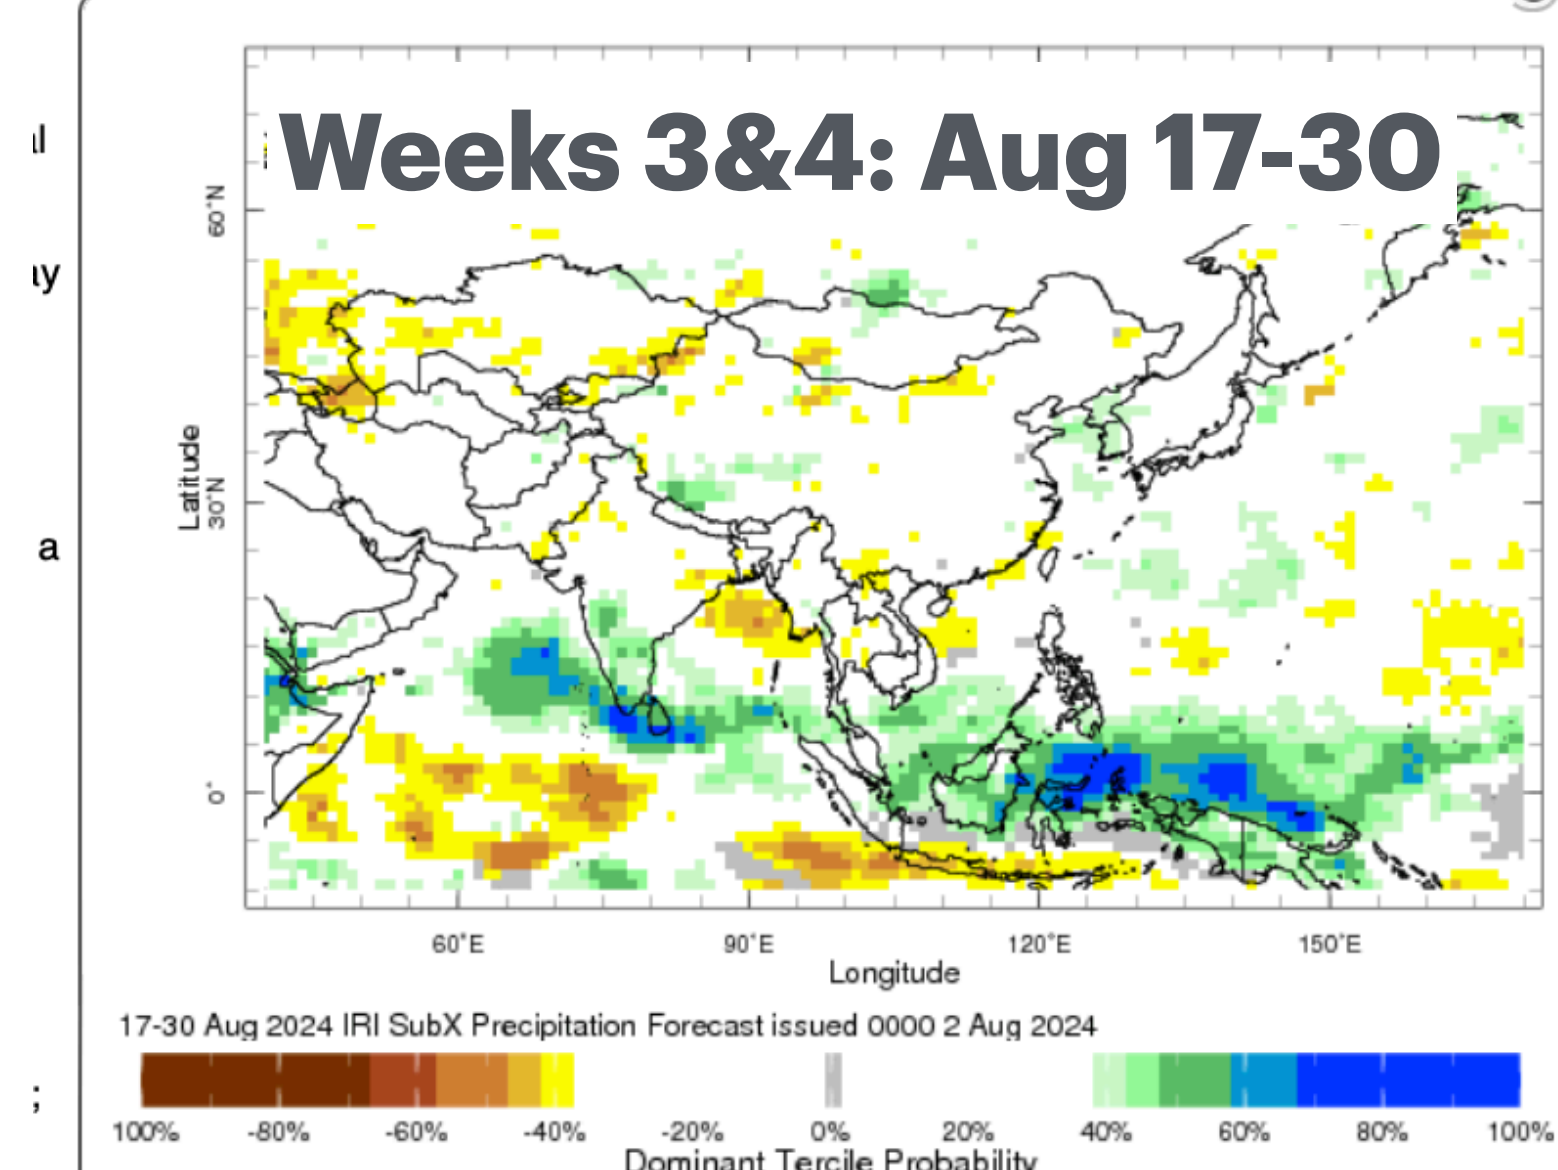 Weeks 3&4: Aug 17-30
al
ay
a
;
60°N
30°N
0°
Latitude
60°E 90°E 120°E 150°E
Longitude
17-30 Aug 2024 IRI SubX Precipitation Forecast issued 0000 2 Aug 2024
100% -80% -60% -40% -20% 0% 20% 40% 60% 80% 100%
Dominant Tercile Probability